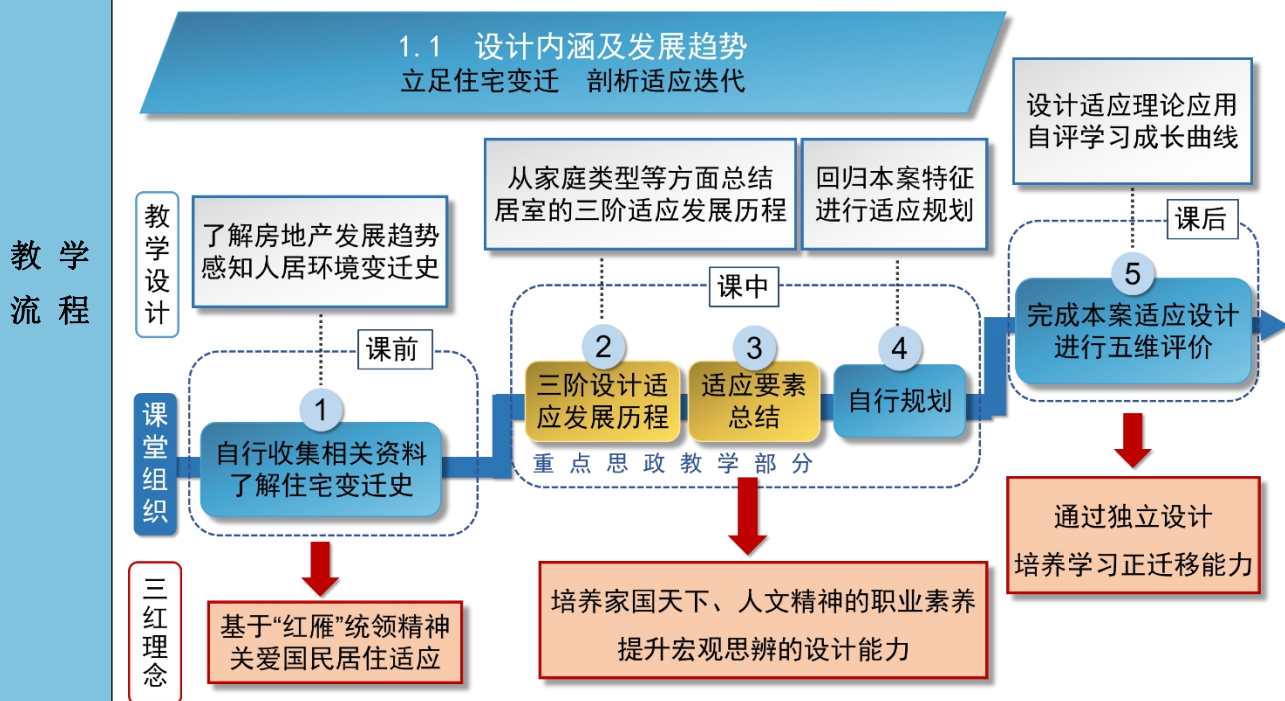 教 学
流 程
1.1 设计内涵及发展趋势
立足住宅变迁 剖析适应迭代
教学设计
了解房地产发展趋势
感知人居环境变迁史
从家庭类型等方面总结
居室的三阶适应发展历程
回归本案特征
进行适应规划
设计适应理论应用
自评学习成长曲线
课堂组织
课前
1
自行收集相关资料
了解住宅变迁史
课中
2
三阶设计适
应发展历程
3
适应要素
总结
4
自行规划
重点思政教学部分
课后
5
完成本案适应设计
进行五维评价
三红理念
基于“红雁”统领精神
关爱国民居住适应
培养家国天下、人文精神的职业素养
提升宏观思辨的设计能力
通过独立设计
培养学习正迁移能力